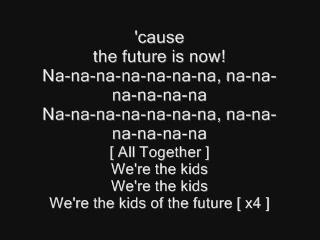 'cause
the future is now!
Na-na-na-na-na-na-na, na-na-
na-na-na-na
Na-na-na-na-na-na-na, na-na-
na-na-na-na
[ All Together ]
We're the kids
We're the kids
We're the kids of the future [ x4 ]